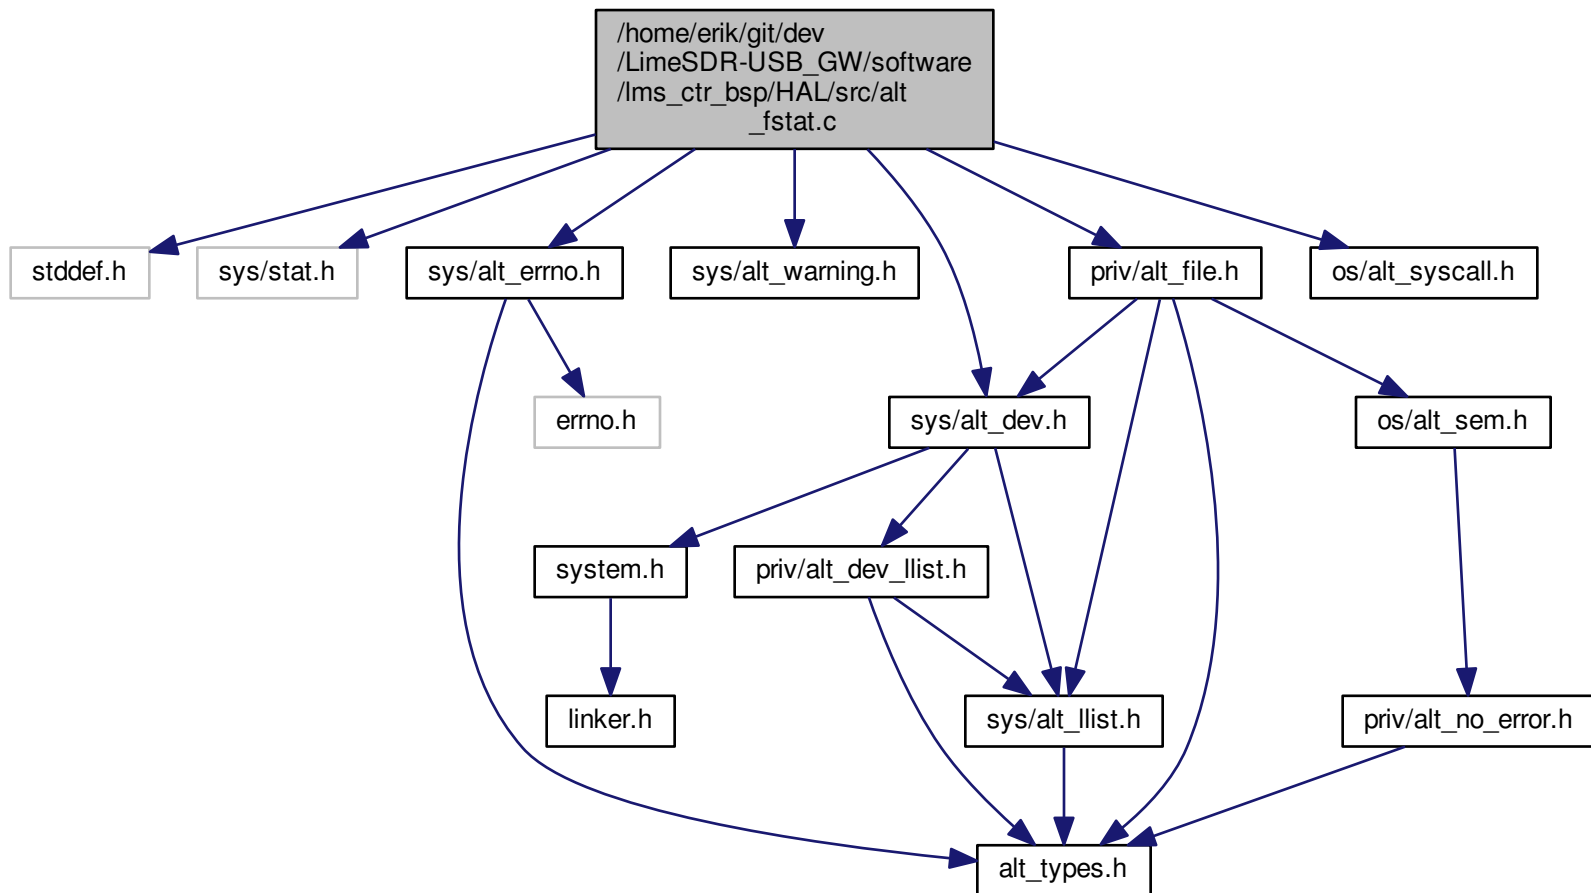 /home/erik/git/dev
/LimeSDR-USB_GW/software
/lms_ctr_bsp/HAL/src/alt
_fstat.c
stddef.h
sys/stat.h
sys/alt_errno.h
sys/alt_warning.h
priv/alt_file.h
os/alt_syscall.h
errno.h
sys/alt_dev.h
os/alt_sem.h
system.h
priv/alt_dev_llist.h
linker.h
sys/alt_llist.h
priv/alt_no_error.h
alt_types.h